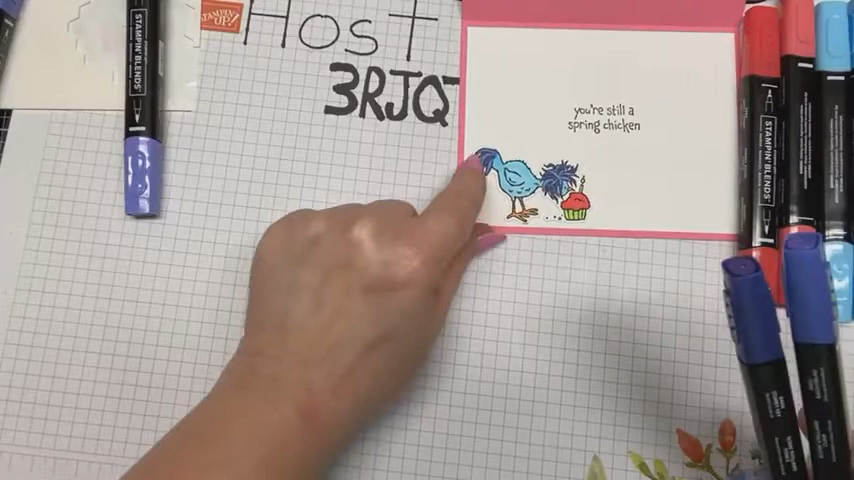 STAMPIN' UP!
HOST
3RJQ
you're still a
spring chicken
STAMPIN' BLENDS
STAMPIN' BLENDS